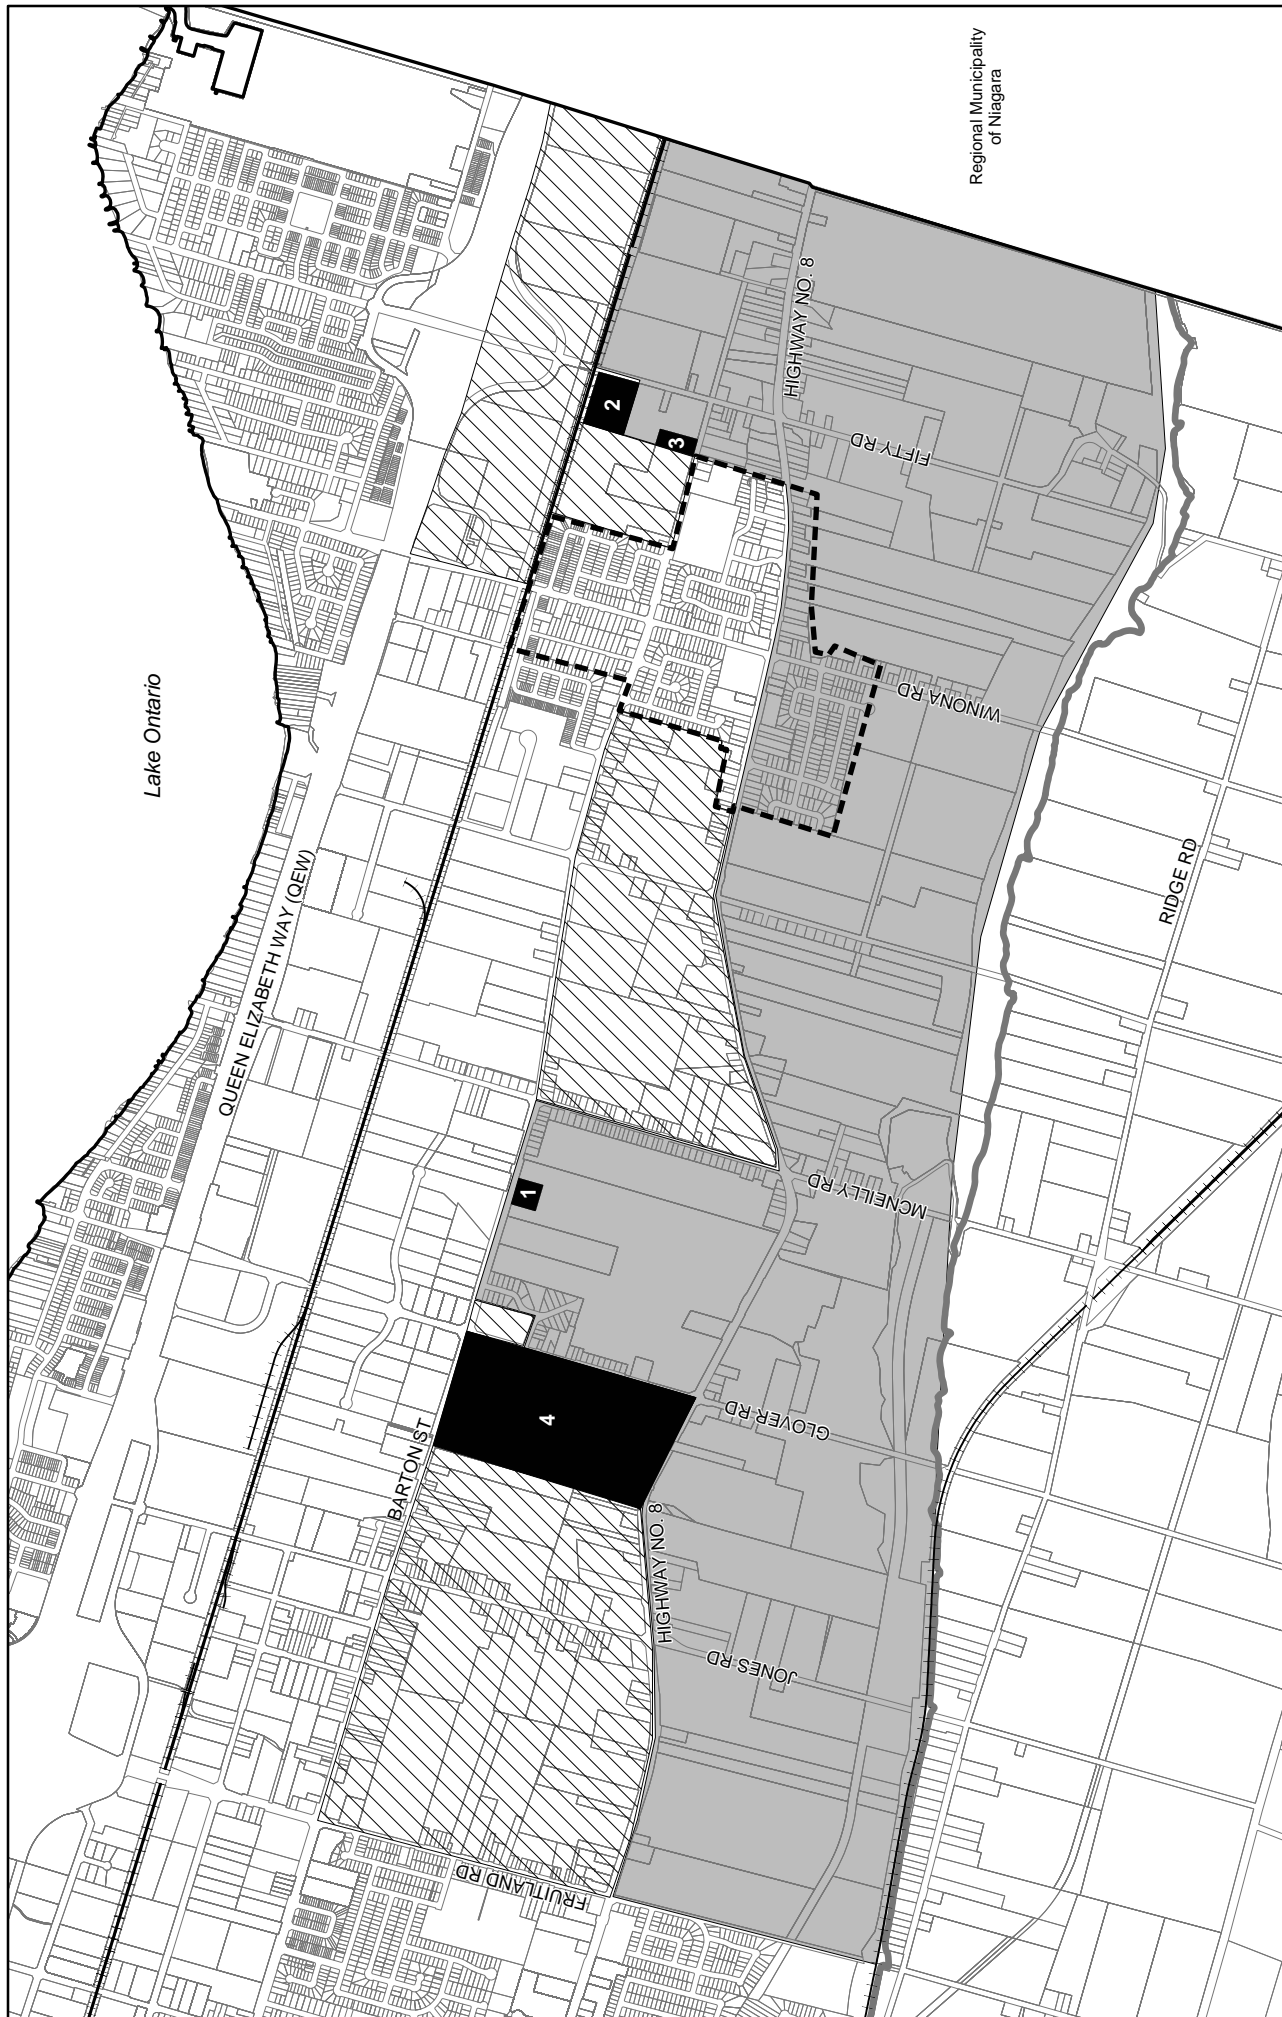 Regional Municipality
of Niagara
Lake Ontario
QUEEN ELIZABETH WAY (QEW)
HIGHWAY NO. 8
FIFTY RD
2
3
WINONA RD
RIDGE RD
MCNEILLY RD
1
GLOVER RD
4
BARTON ST
HIGHWAY NO. 8
JONES RD
FRUITLAND RD